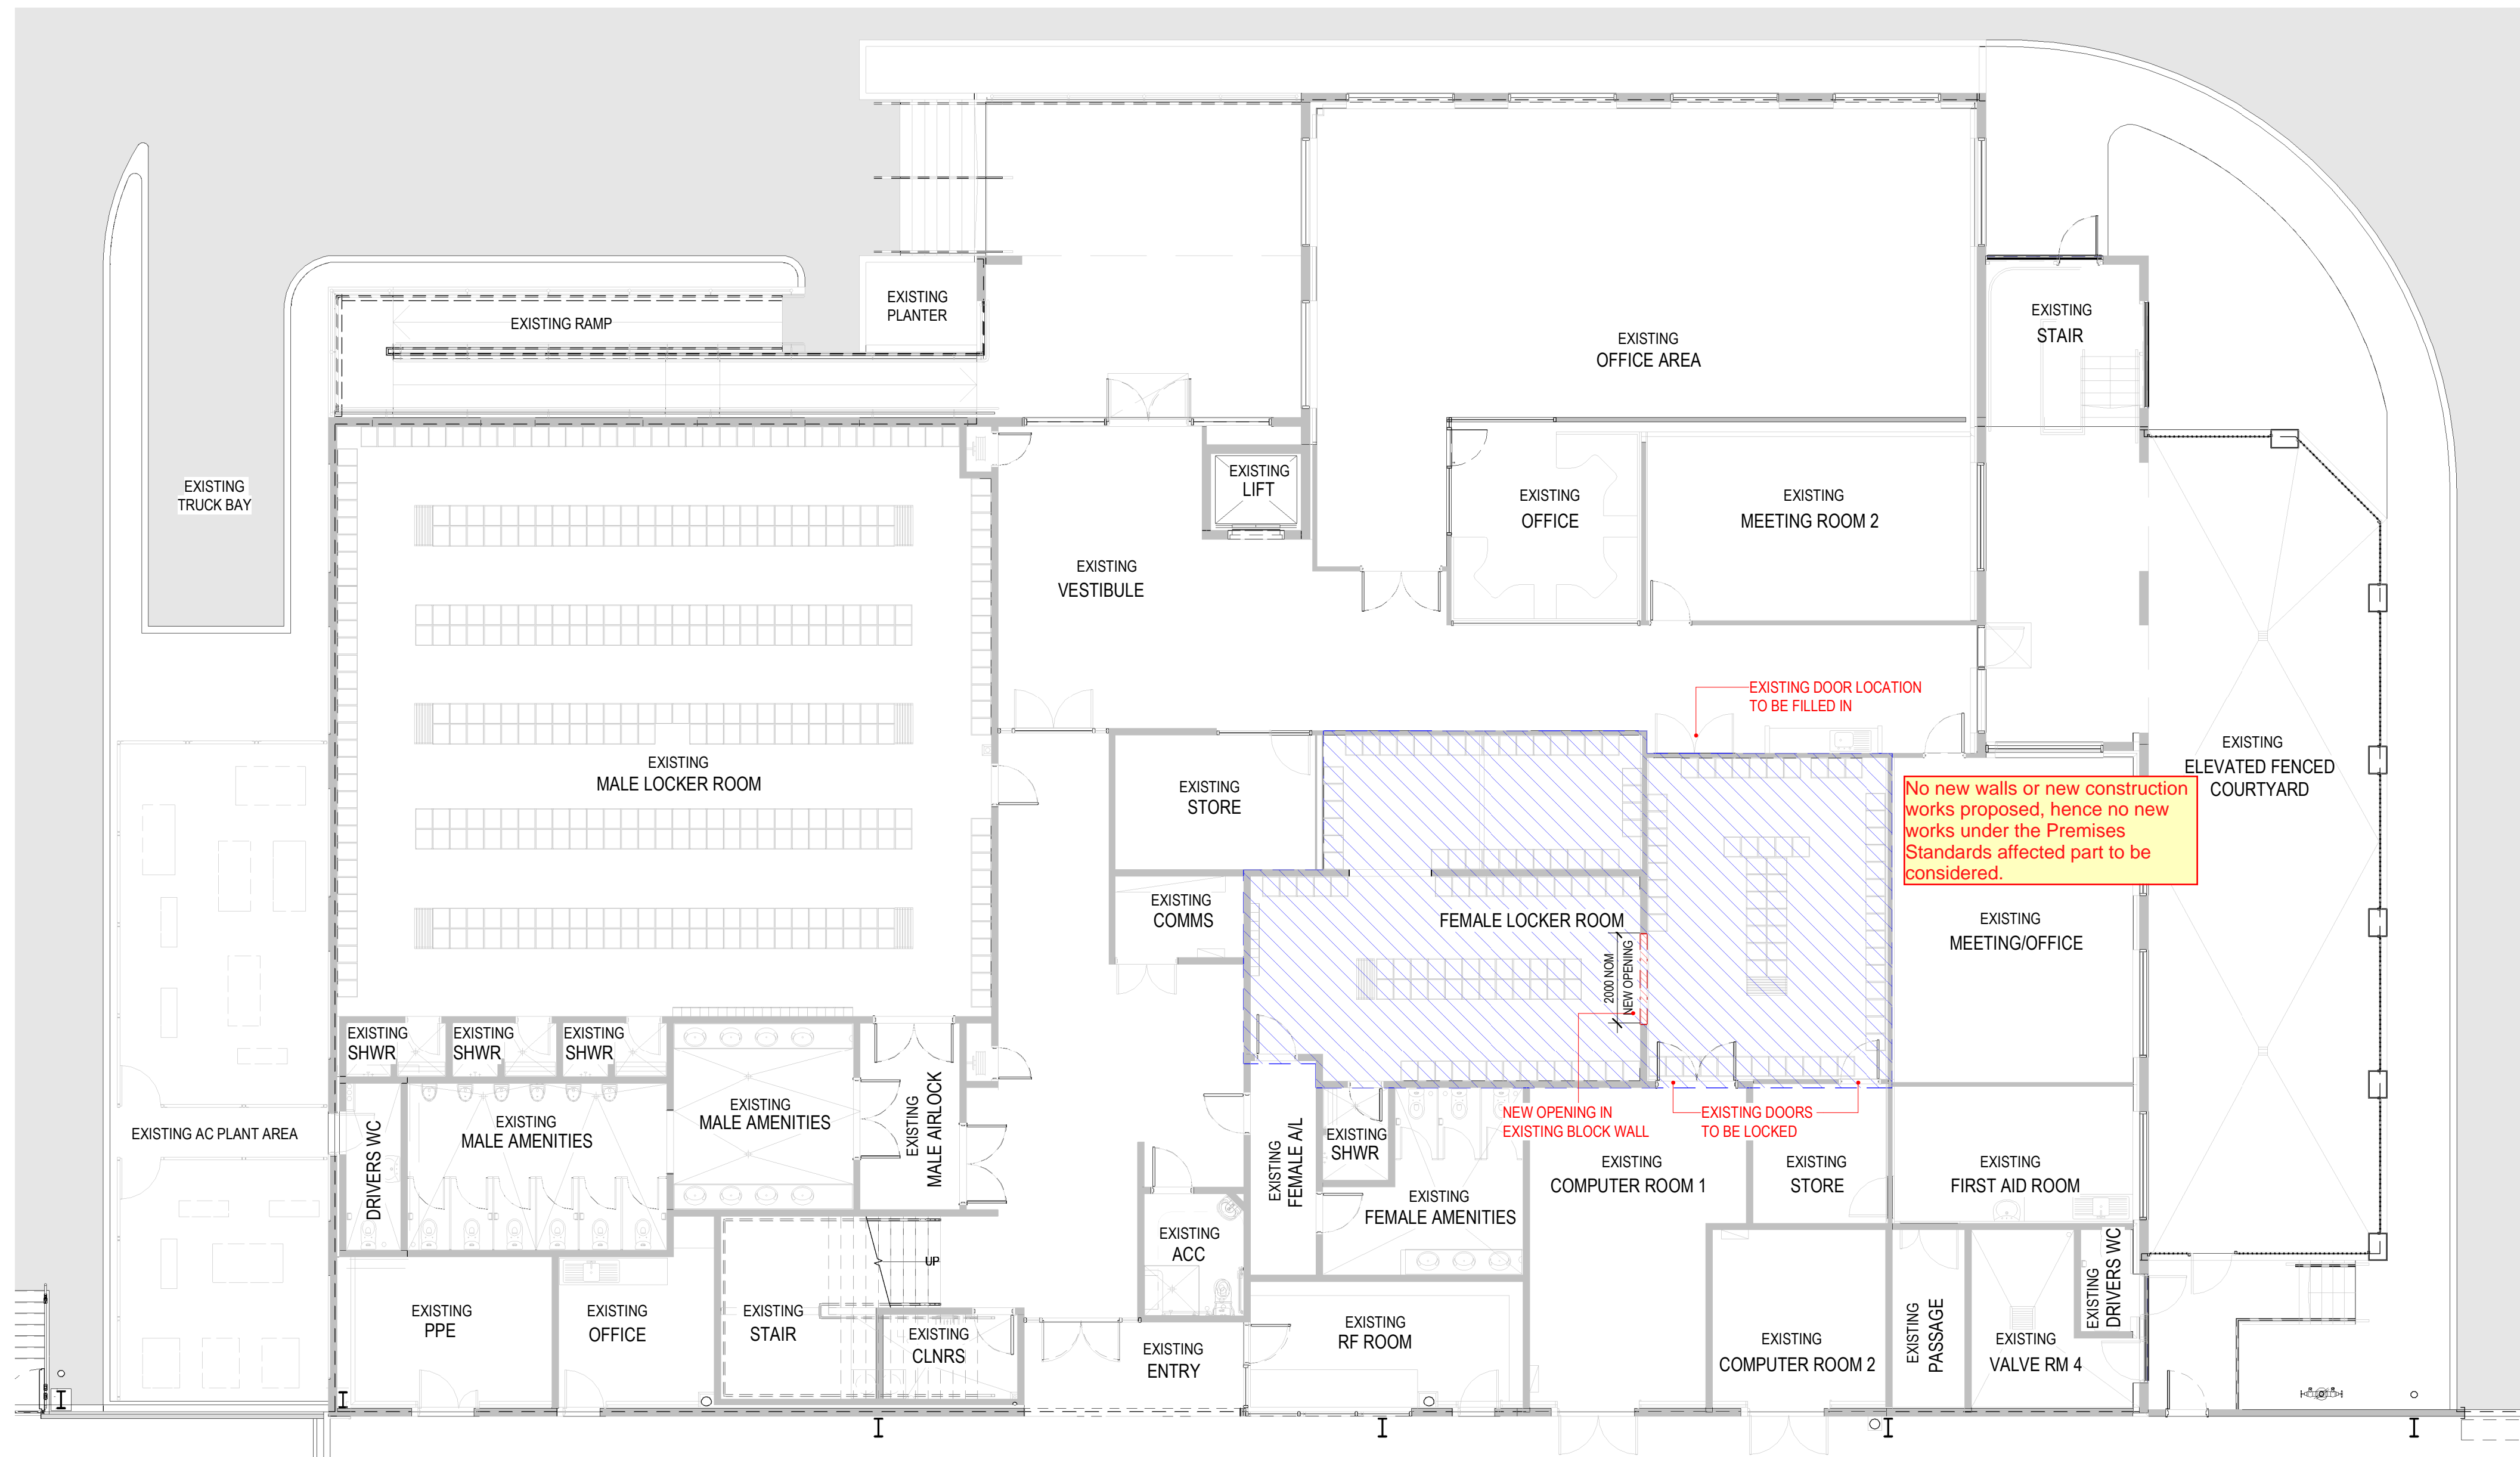 EXISTING
PLANTER
EXISTING RAMP
EXISTING
STAIR
EXISTING
OFFICE AREA
EXISTING
TRUCK BAY
EXISTING
LIFT
EXISTING
OFFICE
EXISTING
MEETING ROOM 2
EXISTING
VESTIBULE
EXISTING DOOR LOCATION
TO BE FILLED IN
EXISTING
MALE LOCKER ROOM
EXISTING
STORE
EXISTING
ELEVATED FENCED
COURTYARD
No new walls or new construction
works proposed, hence no new
works under the Premises
Standards affected part to be
considered.
EXISTING
COMMS
FEMALE LOCKER ROOM
EXISTING
MEETING/OFFICE
2000 NOM
NEW OPENING
EXISTING
SHWR
EXISTING
SHWR
EXISTING
SHWR
EXISTING
MALE AMENITIES
EXISTING
MALE AMENITIES
EXISTING
MALE AIRLOCK
EXISTING AC PLANT AREA
DRIVERS WC
NEW OPENING IN
EXISTING BLOCK WALL
EXISTING DOORS
TO BE LOCKED
EXISTING
FEMALE A/L
EXISTING
SHWR
EXISTING
COMPUTER ROOM 1
EXISTING
STORE
EXISTING
FIRST AID ROOM
EXISTING
FEMALE AMENITIES
EXISTING
ACC
UP
EXISTING
PPE
EXISTING
OFFICE
EXISTING
STAIR
EXISTING
CLNRS
EXISTING
ENTRY
EXISTING
RF ROOM
EXISTING
COMPUTER ROOM 2
EXISTING
PASSAGE
EXISTING
VALVE RM 4
EXISTING
DRIVERS WC